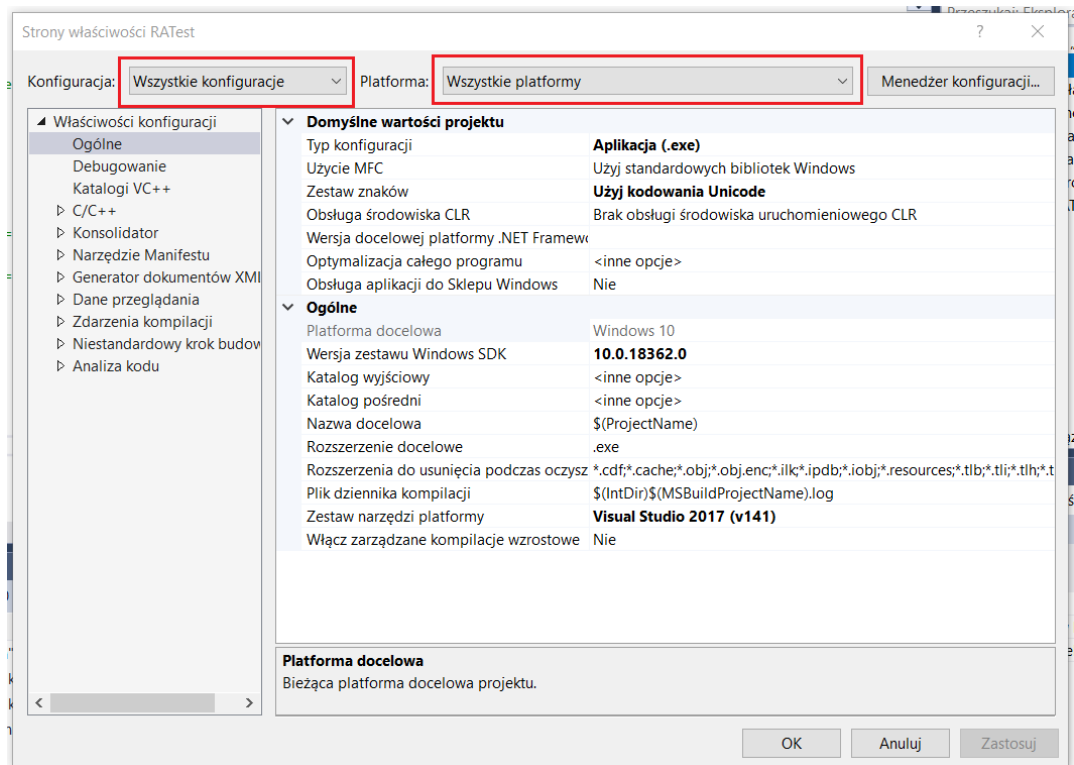 Przeszukaj: Eksplora
Strony właściwości RATest
Konfiguracja: Wszystkie konfiguracje Platforma: Wszystkie platformy Menedżer konfiguracji...
Właściwości konfiguracji
Ogólne
Debugowanie
Katalogi VC++
C/C++
Konsolidator
Narzędzie Manifestu
Generator dokumentów XMI
Dane przeglądania
Zdarzenia kompilacji
Niestandardowy krok budow
Analiza kodu
Domyślne wartości projektu
Typ konfiguracji Aplikacja (.exe)
Użycie MFC Użyj standardowych bibliotek Windows
Zestaw znaków Użyj kodowania Unicode
Obsługa środowiska CLR Brak obsługi środowiska uruchomieniowego CLR
Wersja docelowej platformy .NET Framewo
Optymalizacja całego programu <inne opcje>
Obsługa aplikacji do Sklepu Windows Nie
Ogólne
Platforma docelowa Windows 10
Wersja zestawu Windows SDK 10.0.18362.0
Katalog wyjściowy <inne opcje>
Katalog pośredni <inne opcje>
Nazwa docelowa $(ProjectName)
Rozszerzenie docelowe .exe
Rozszerzenia do usunięcia podczas oczysz *.cdf;*.cache;*.obj;*.obj.enc;*.ilk;*.ipdb;*.iobj;*.resources;*.tlb;*.tli;*.tlh;*.t
Plik dziennika kompilacji $(IntDir)$(MSBuildProjectName).log
Zestaw narzędzi platformy Visual Studio 2017 (v141)
Włącz zarządzane kompilacje wzrostowe Nie
Platforma docelowa
Bieżąca platforma docelowa projektu.
OK Anuluj Zastosuj